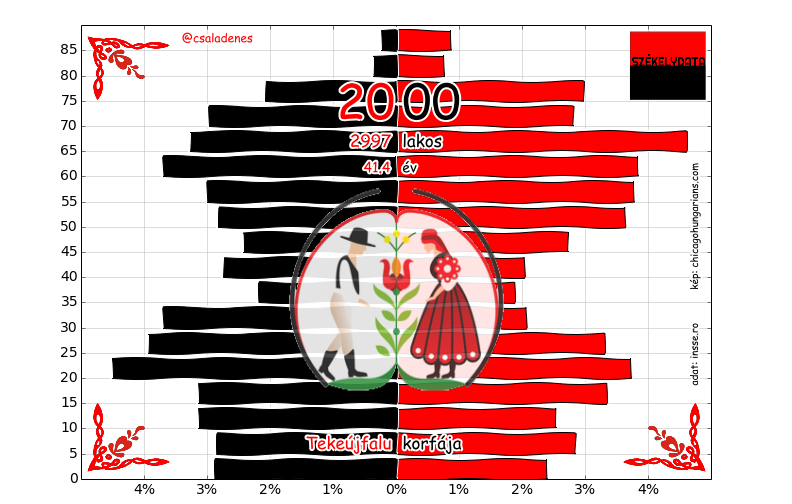 @csaladenes
SZÉKELYDATA
2000
2997 lakos
41,4 év
kép: chicagohungarians.com
adat: insse.ro
Tekeújfalu korfája
85
80
75
70
65
60
55
50
45
40
35
30
25
20
15
10
5
0
4% 3% 2% 1% 0% 1% 2% 3% 4%